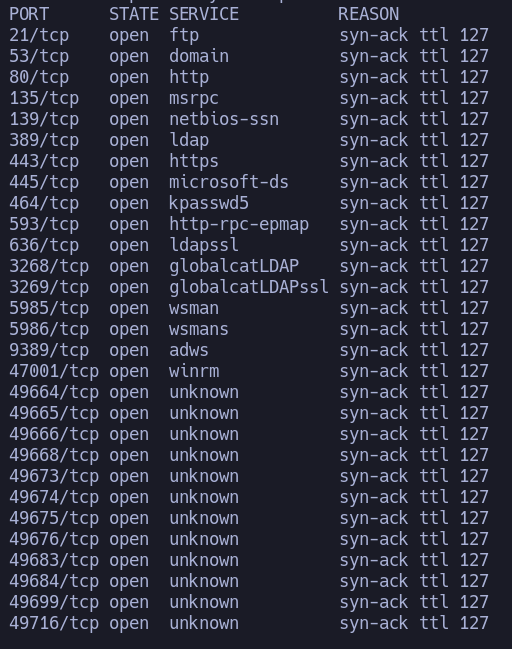 PORT STATE SERVICE REASON
21/tcp open ftp syn-ack ttl 127
53/tcp open domain syn-ack ttl 127
80/tcp open http syn-ack ttl 127
135/tcp open msrpc syn-ack ttl 127
139/tcp open netbios-ssn syn-ack ttl 127
389/tcp open ldap syn-ack ttl 127
443/tcp open https syn-ack ttl 127
445/tcp open microsoft-ds syn-ack ttl 127
464/tcp open kpasswd5 syn-ack ttl 127
593/tcp open http-rpc-epmap syn-ack ttl 127
636/tcp open ldapssl syn-ack ttl 127
3268/tcp open globalcatLDAP syn-ack ttl 127
3269/tcp open globalcatLDAPssl syn-ack ttl 127
5985/tcp open wsman syn-ack ttl 127
5986/tcp open wsmans syn-ack ttl 127
9389/tcp open adws syn-ack ttl 127
47001/tcp open winrm syn-ack ttl 127
49664/tcp open unknown syn-ack ttl 127
49665/tcp open unknown syn-ack ttl 127
49666/tcp open unknown syn-ack ttl 127
49668/tcp open unknown syn-ack ttl 127
49673/tcp open unknown syn-ack ttl 127
49674/tcp open unknown syn-ack ttl 127
49675/tcp open unknown syn-ack ttl 127
49676/tcp open unknown syn-ack ttl 127
49683/tcp open unknown syn-ack ttl 127
49684/tcp open unknown syn-ack ttl 127
49699/tcp open unknown syn-ack ttl 127
49716/tcp open unknown syn-ack ttl 127